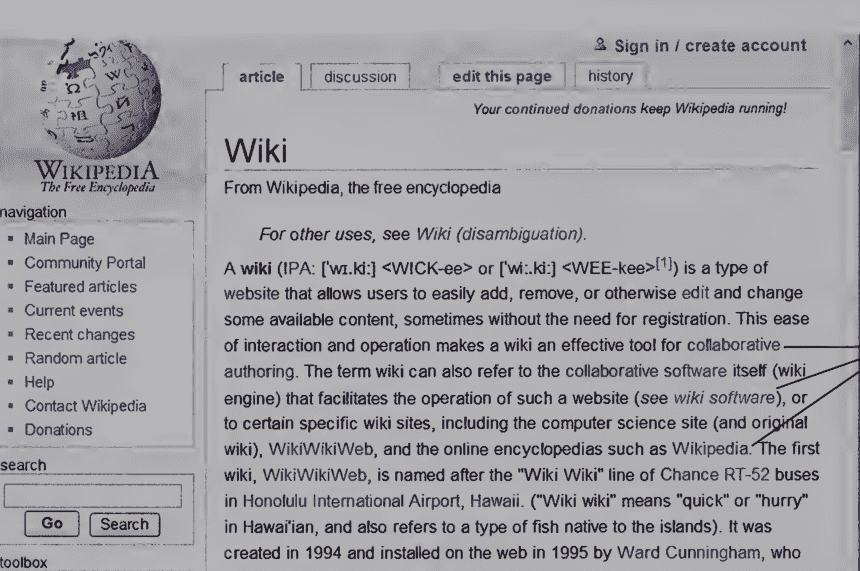 Sign in / create account
article
discussion
edit this page
history
Your continued donations keep Wikipedia running!
WIKIPEDIA
The Free Encyclopedia
navigation
Main Page
Community Portal
Featured articles
Current events
Recent changes
Random article
Help
Contact Wikipedia
Donations
search
Go
Search
toolbox
Wiki
From Wikipedia, the free encyclopedia
For other uses, see Wiki (disambiguation).
A wiki (IPA: ['wɪ.kiː] <WICK-ee> or ['wiː.kiː] <WEE-kee>[1]) is a type of
website that allows users to easily add, remove, or otherwise edit and change
some available content, sometimes without the need for registration. This ease
of interaction and operation makes a wiki an effective tool for collaborative
authoring. The term wiki can also refer to the collaborative software itself (wiki
engine) that facilitates the operation of such a website (see wiki software), or
to certain specific wiki sites, including the computer science site (and original
wiki), WikiWikiWeb, and the online encyclopedias such as Wikipedia. The first
wiki, WikiWikiWeb, is named after the "Wiki Wiki" line of Chance RT-52 buses
in Honolulu International Airport, Hawaii. ("Wiki wiki" means "quick" or "hurry"
in Hawai'ian, and also refers to a type of fish native to the islands). It was
created in 1994 and installed on the web in 1995 by Ward Cunningham, who